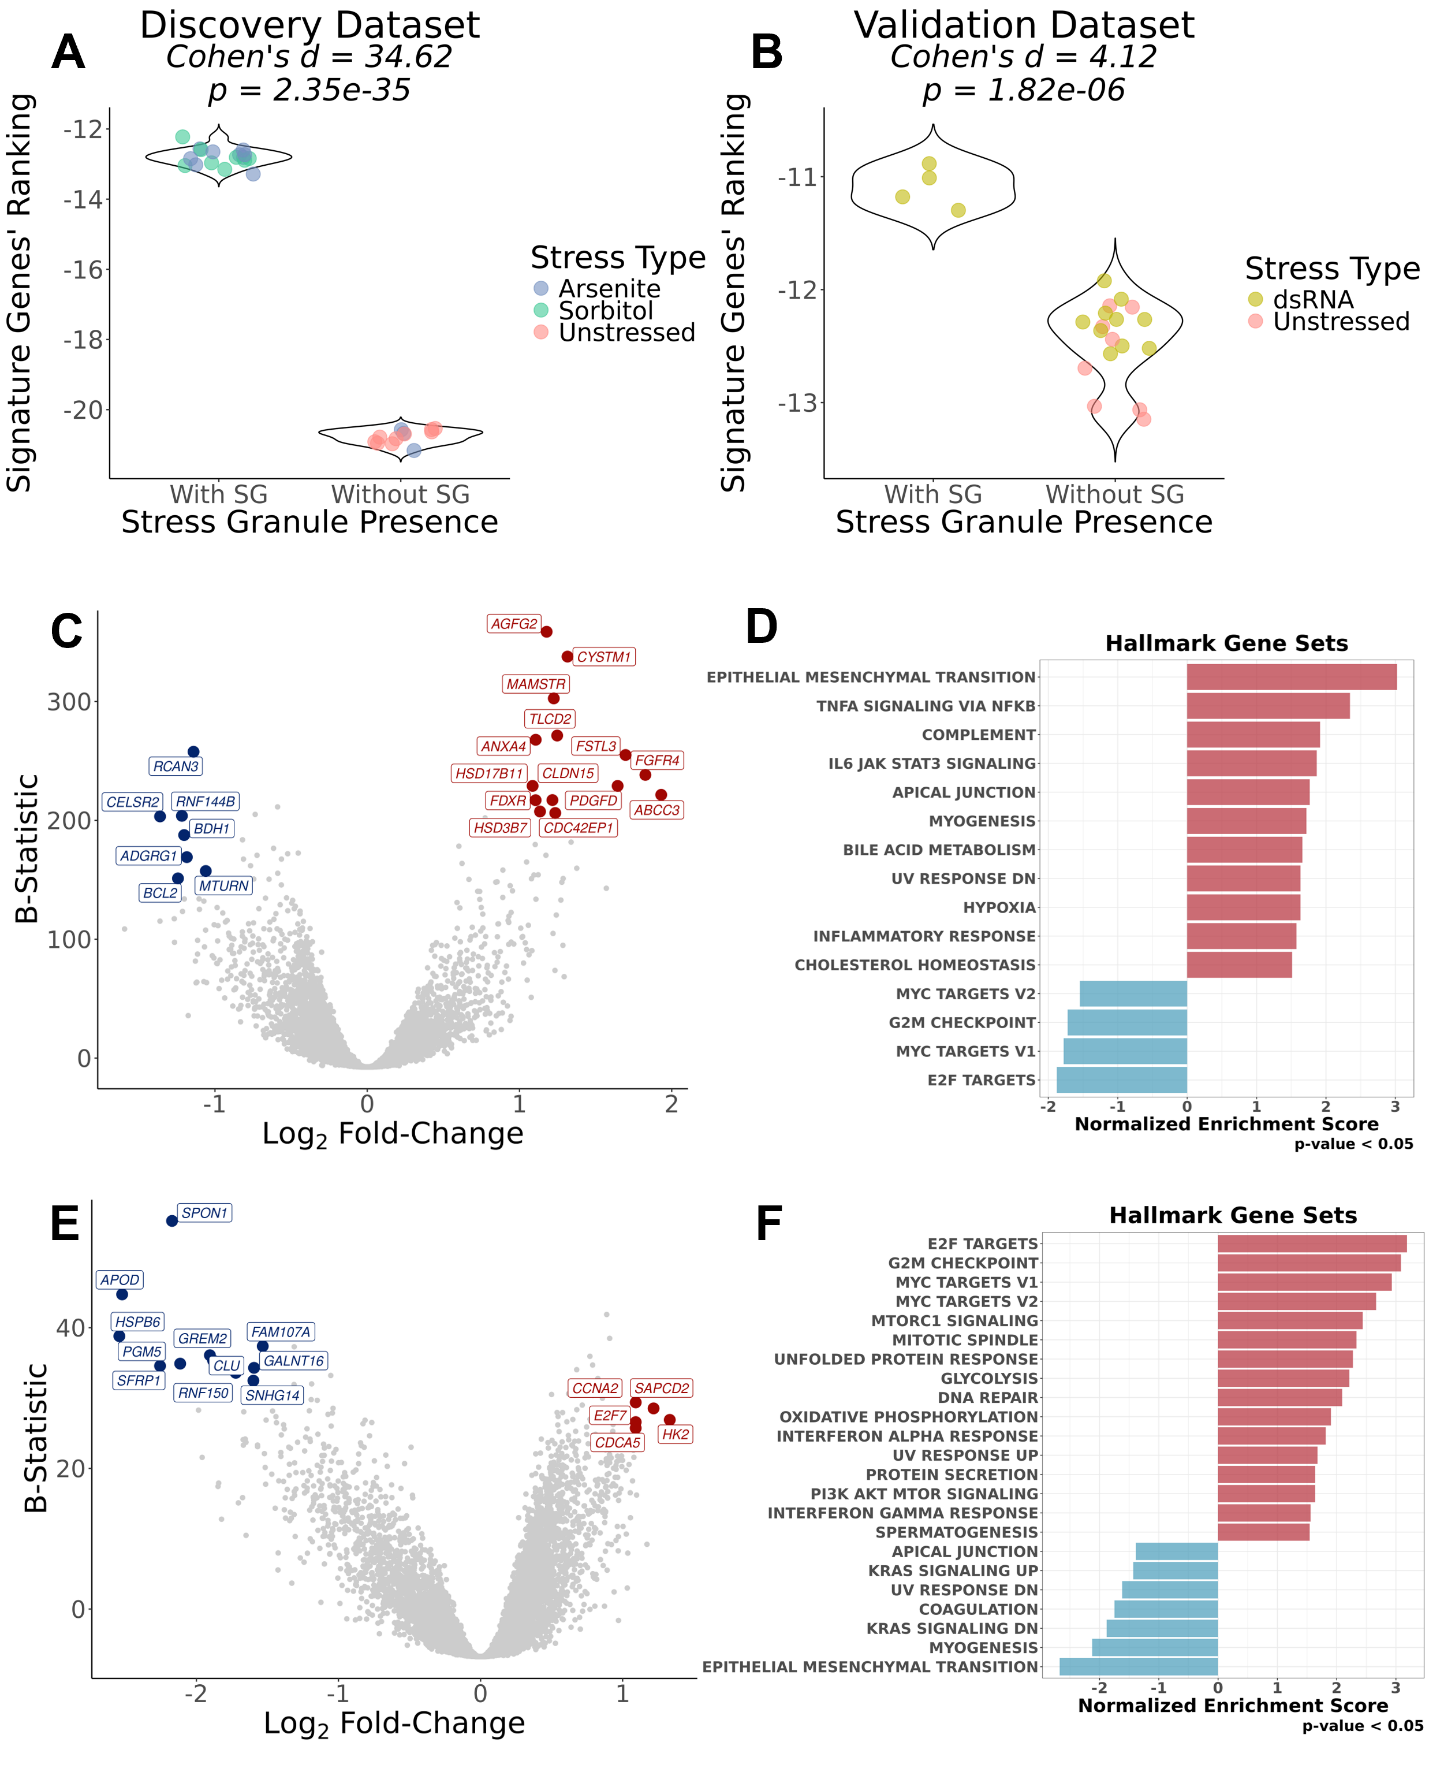 A
Discovery Dataset
Cohen's d = 34.62
p = 2.35e-35
Signature Genes' Ranking
-12
-14
-16
-18
-20
With SG
Without SG
Stress Granule Presence
Stress Type
Arsenite
Sorbitol
Unstressed
B
Validation Dataset
Cohen's d = 4.12
p = 1.82e-06
Signature Genes' Ranking
-11
-12
-13
With SG
Without SG
Stress Granule Presence
Stress Type
dsRNA
Unstressed
C
B-Statistic
300
200
100
0
AGFG2
CYSTM1
MAMSTR
TLCD2
ANXA4
FSTL3
FGFR4
HSD17B11
CLDN15
FDXR
PDGFD
ABCC3
HSD3B7
CDC42EP1
RCAN3
CELSR2
RNF144B
BDH1
ADGRG1
BCL2
MTURN
-1
0
1
2
Log2 Fold-Change
D
Hallmark Gene Sets
EPITHELIAL MESENCHYMAL TRANSITION
TNFA SIGNALING VIA NFKB
COMPLEMENT
IL6 JAK STAT3 SIGNALING
APICAL JUNCTION
MYOGENESIS
BILE ACID METABOLISM
UV RESPONSE DN
HYPOXIA
INFLAMMATORY RESPONSE
CHOLESTEROL HOMEOSTASIS
MYC TARGETS V2
G2M CHECKPOINT
MYC TARGETS V1
E2F TARGETS
-2
-1
0
1
2
3
Normalized Enrichment Score
p-value < 0.05
E
B-Statistic
40
20
0
SPON1
APOD
HSPB6
GREM2
FAM107A
PGM5
CLU
GALNT16
SFRP1
RNF150
SNHG14
CCNA2
SAPCD2
E2F7
HK2
CDCA5
-2
-1
0
1
Log2 Fold-Change
F
Hallmark Gene Sets
E2F TARGETS
G2M CHECKPOINT
MYC TARGETS V1
MYC TARGETS V2
MTORC1 SIGNALING
MITOTIC SPINDLE
UNFOLDED PROTEIN RESPONSE
GLYCOLYSIS
DNA REPAIR
OXIDATIVE PHOSPHORYLATION
INTERFERON ALPHA RESPONSE
UV RESPONSE UP
PROTEIN SECRETION
PI3K AKT MTOR SIGNALING
INTERFERON GAMMA RESPONSE
SPERMATOGENESIS
APICAL JUNCTION
KRAS SIGNALING UP
UV RESPONSE DN
COAGULATION
KRAS SIGNALING DN
MYOGENESIS
EPITHELIAL MESENCHYMAL TRANSITION
-2
-1
0
1
2
3
Normalized Enrichment Score
p-value < 0.05